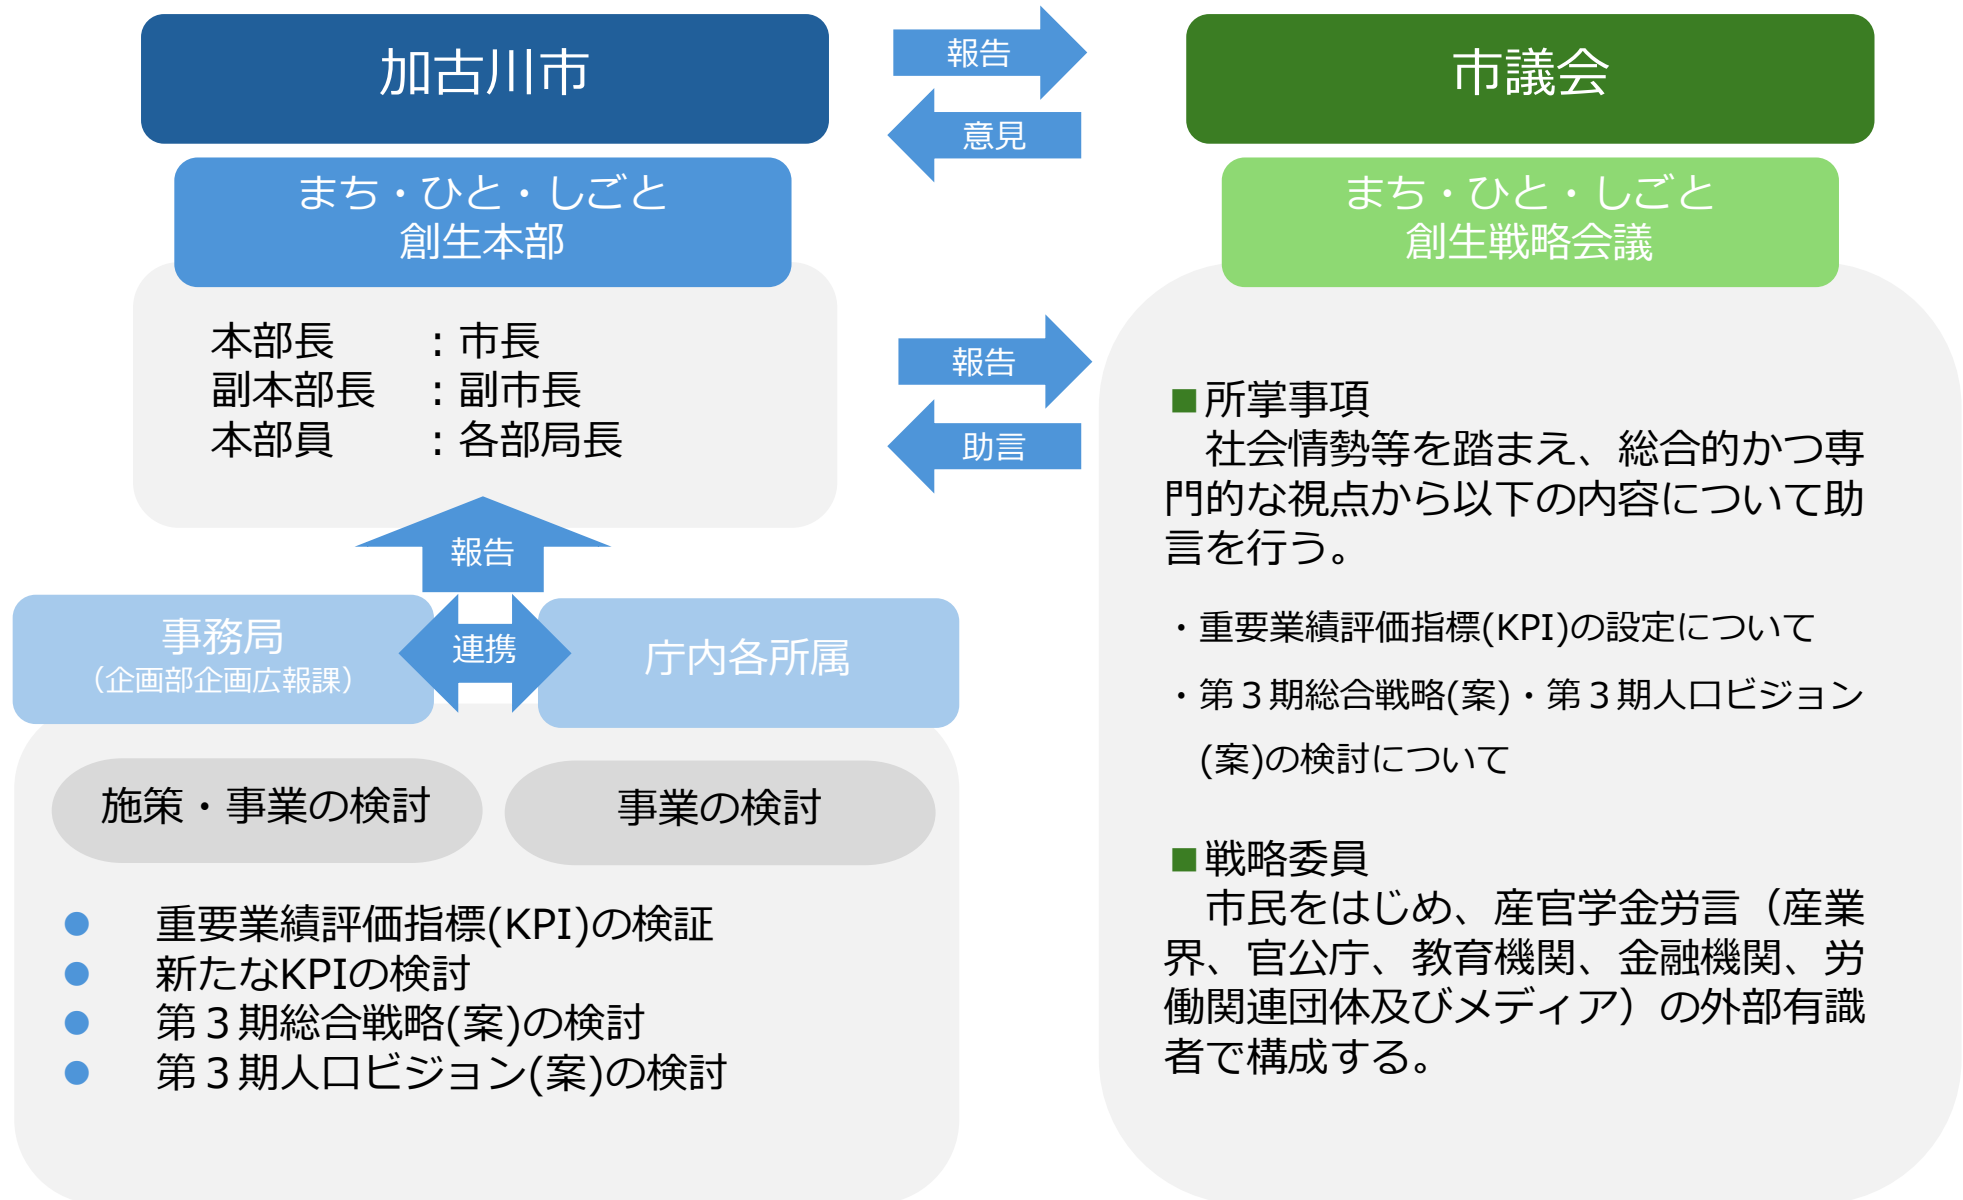 加古川市
報告
意見
市議会
まち・ひと・しごと
創生本部
まち・ひと・しごと
創生戦略会議
本部長　　：市長
副本部長　：副市長
本部員　　：各部局長
報告
助言
報告
事務局
（企画部企画広報課）
連携
庁内各所属
施策・事業の検討
事業の検討
● 重要業績評価指標(KPI)の検証
● 新たなKPIの検討
● 第３期総合戦略(案)の検討
● 第３期人口ビジョン(案)の検討
■所掌事項
社会情勢等を踏まえ、総合的かつ専
門的な視点から以下の内容について助
言を行う。
・重要業績評価指標(KPI)の設定について
・第３期総合戦略(案)・第３期人口ビジョン
(案)の検討について
■戦略委員
市民をはじめ、産官学金労言（産業
界、官公庁、教育機関、金融機関、労
働関連団体及びメディア）の外部有識
者で構成する。